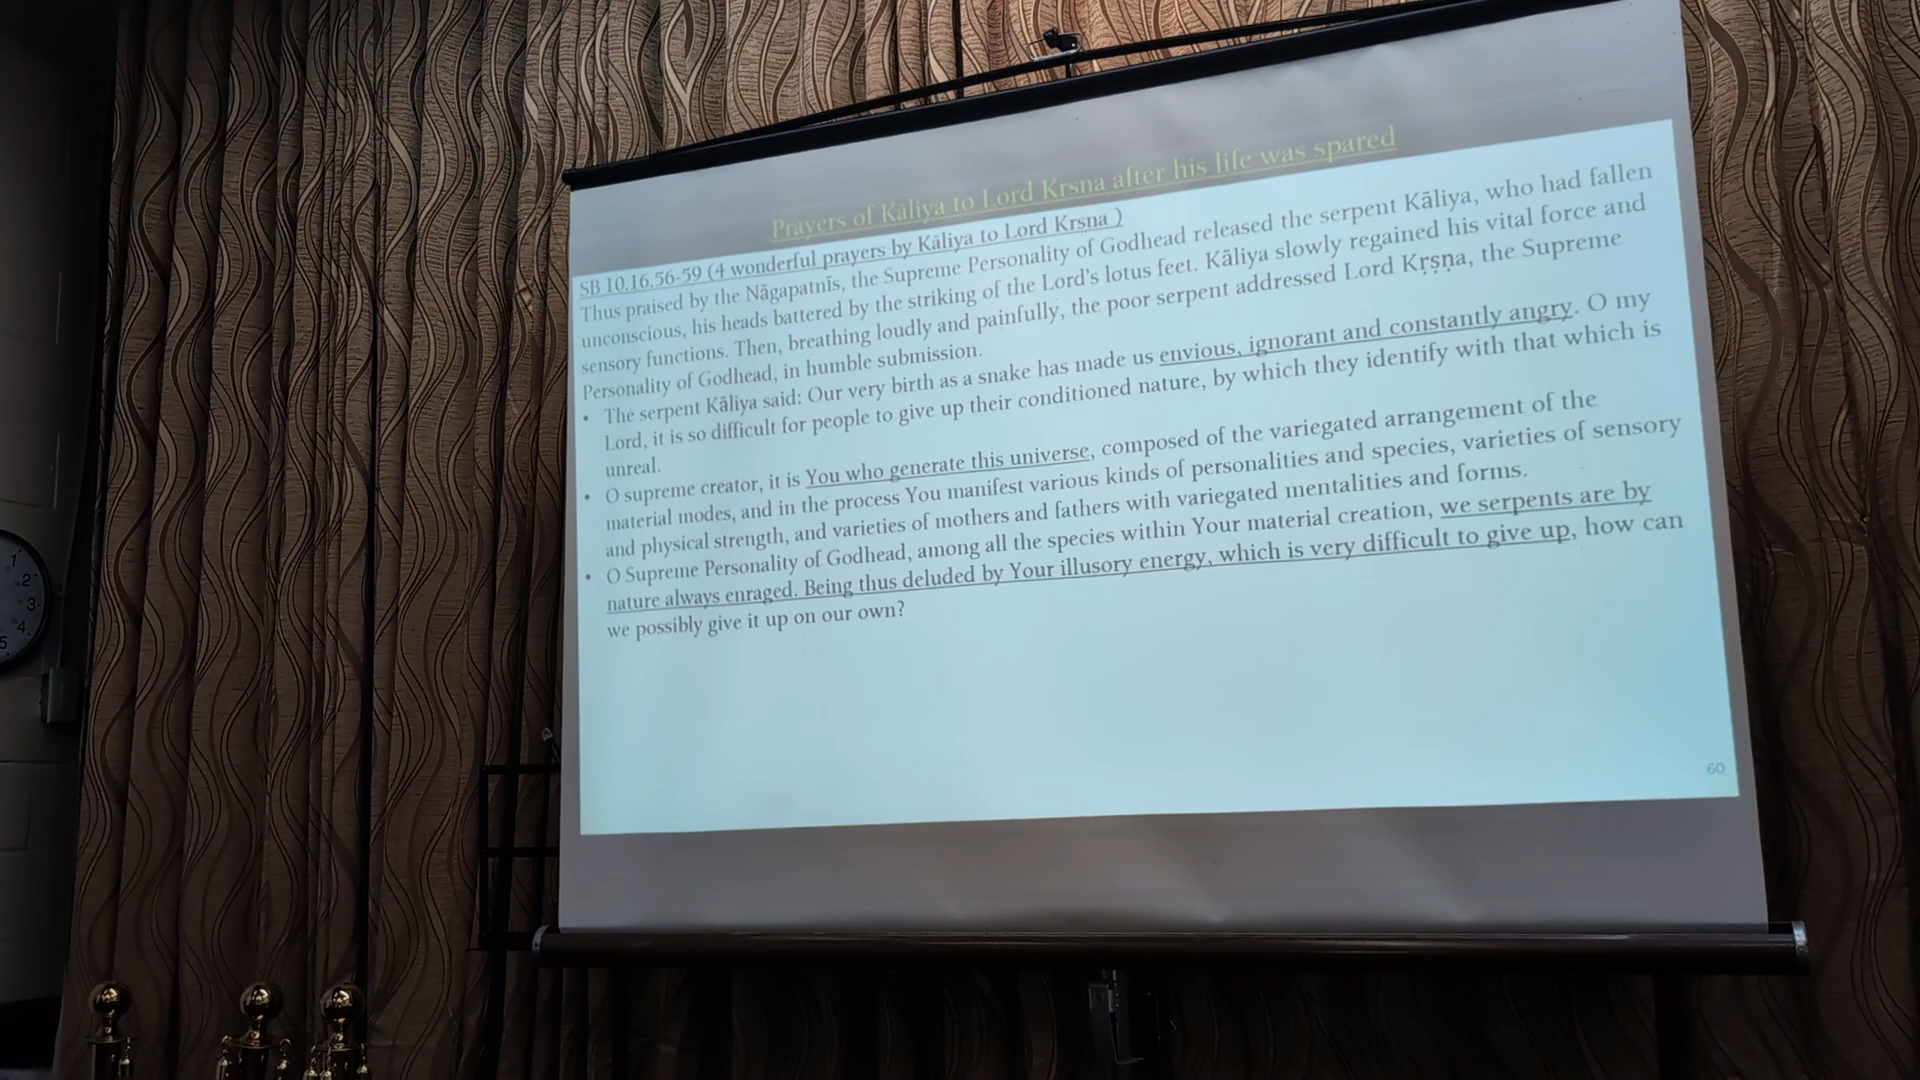 Prayers of Kāliya to Lord Krsna after his life was spared
SB 10.16.56-59 (4 wonderful prayers by Kāliya to Lord Krsna )
Thus praised by the Nāgapatnīs, the Supreme Personality of Godhead released the serpent Kāliya, who had fallen
unconscious, his heads battered by the striking of the Lord's lotus feet. Kāliya slowly regained his vital force and
sensory functions. Then, breathing loudly and painfully, the poor serpent addressed Lord Kṛṣṇa, the Supreme
Personality of Godhead, in humble submission.
• The serpent Kāliya said: Our very birth as a snake has made us envious, ignorant and constantly angry. O my
Lord, it is so difficult for people to give up their conditioned nature, by which they identify with that which is
unreal.
• O supreme creator, it is You who generate this universe, composed of the variegated arrangement of the
material modes, and in the process You manifest various kinds of personalities and species, varieties of sensory
and physical strength, and varieties of mothers and fathers with variegated mentalities and forms.
• O Supreme Personality of Godhead, among all the species within Your material creation, we serpents are by
nature always enraged. Being thus deluded by Your illusory energy, which is very difficult to give up, how can
we possibly give it up on our own?
60
1
2
3
4
5